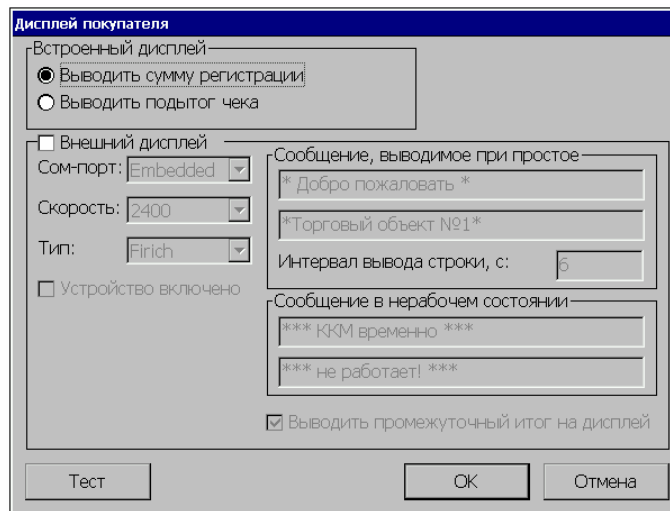 Дисплей покупателя
Встроенный дисплей
Выводить сумму регистрации
Выводить подытог чека
Внешний дисплей
Сом-порт: Embedded
Скорость: 2400
Тип: Firich
Устройство включено
Сообщение, выводимое при простое
* Добро пожаловать *
*Торговый объект №1*
Интервал вывода строки, с: 6
Сообщение в нерабочем состоянии
*** ККМ временно ***
*** не работает! ***
Выводить промежуточный итог на дисплей
Тест OK Отмена